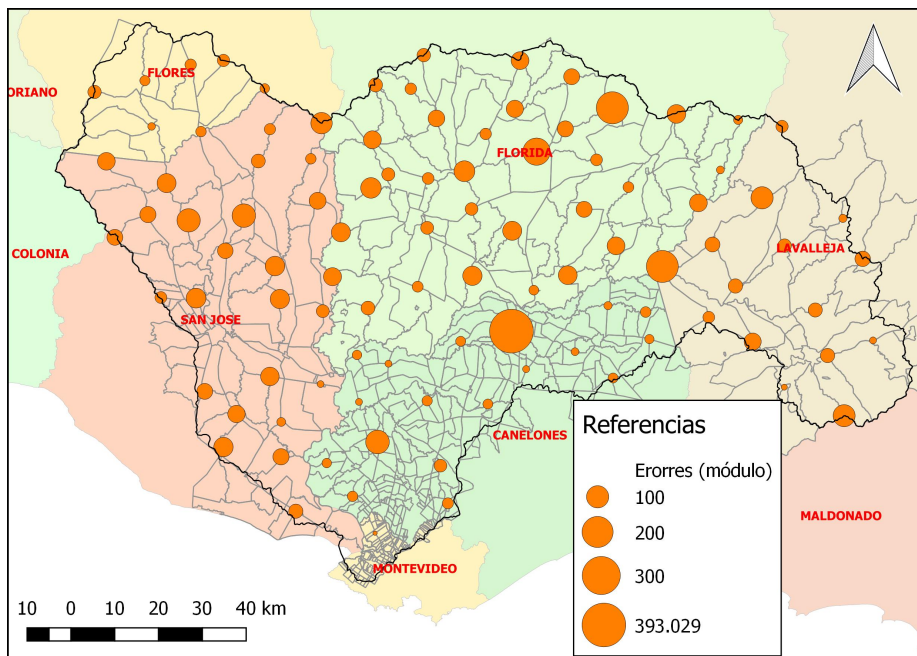 FLORES
ORIANO
FLORIDA
COLONIA
LAVALLEJA
SAN JOSE
CANELONES
MALDONADO
MONTEVIDEO
Referencias
Erorres (módulo)
100
200
300
393.029
10 0 10 20 30 40 km